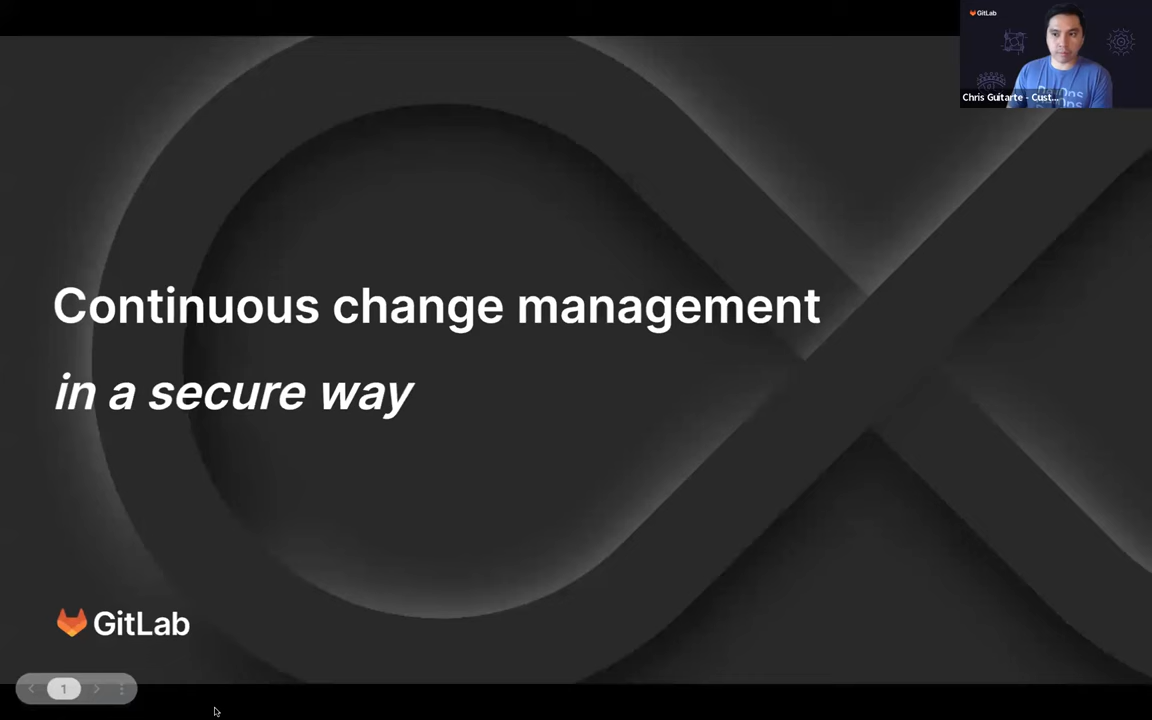 GitLab
Chris Guitarte - Cust...
Continuous change management
in a secure way
GitLab
1